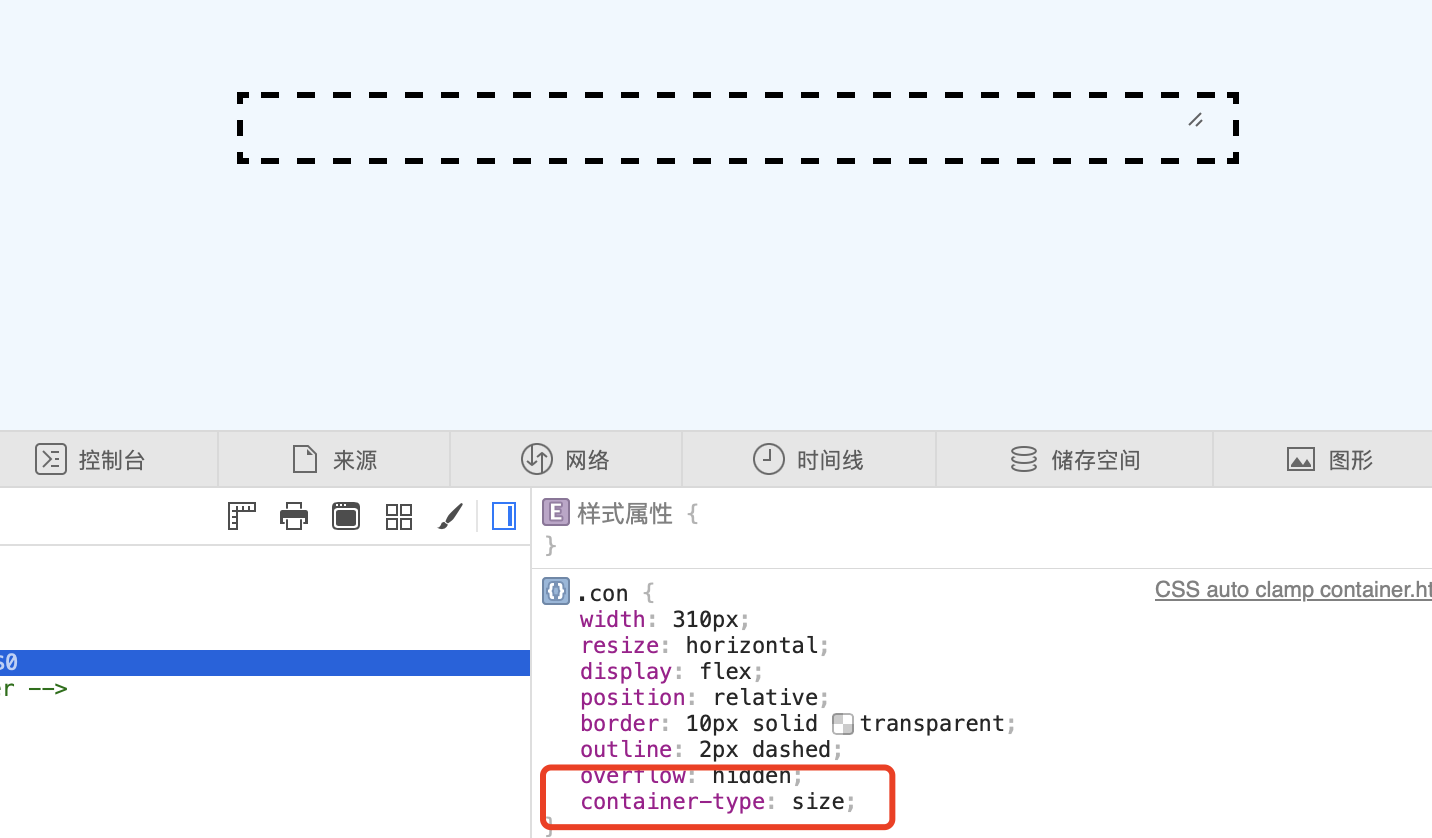 控制台 来源 网络 时间线 储存空间 图形
E 样式属性 {
}
{} .con { CSS auto clamp container.ht
width: 310px;
resize: horizontal;
$0
display: flex;
er -->
position: relative;
border: 10px solid transparent;
outline: 2px dashed;
overflow: hidden;
container-type: size;
}